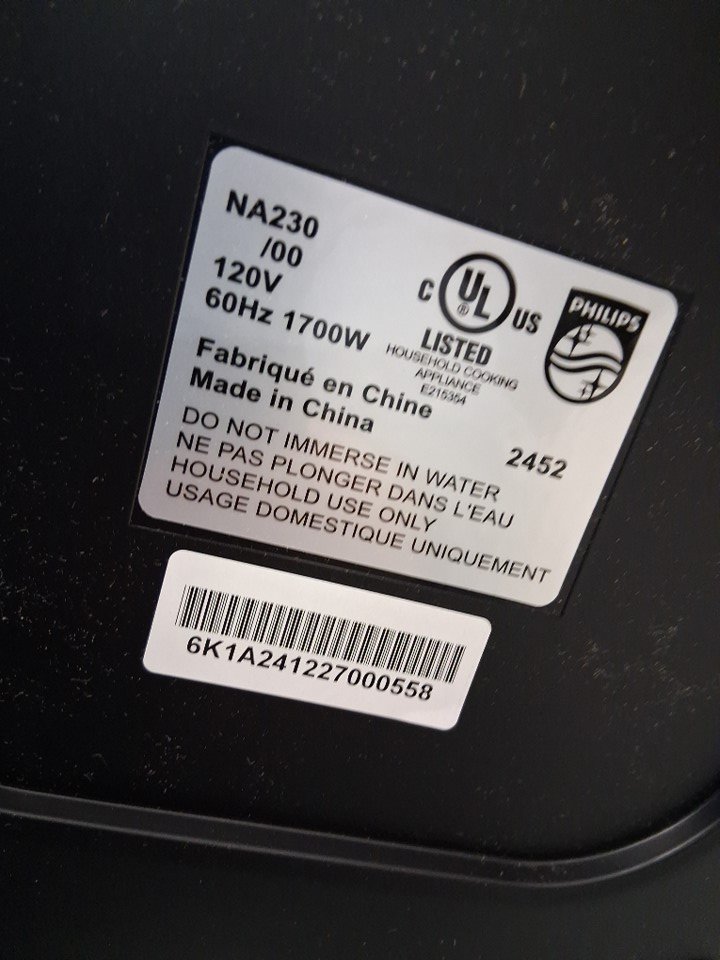 NA230
/00
120V
60Hz 1700W
C UL® US
LISTED
HOUSEHOLD COOKING
APPLIANCE
E215354
PHILIPS
Fabriqué en Chine
Made in China
2452
DO NOT IMMERSE IN WATER
NE PAS PLONGER DANS L'EAU
HOUSEHOLD USE ONLY
USAGE DOMESTIQUE UNIQUEMENT
6K1A241227000558